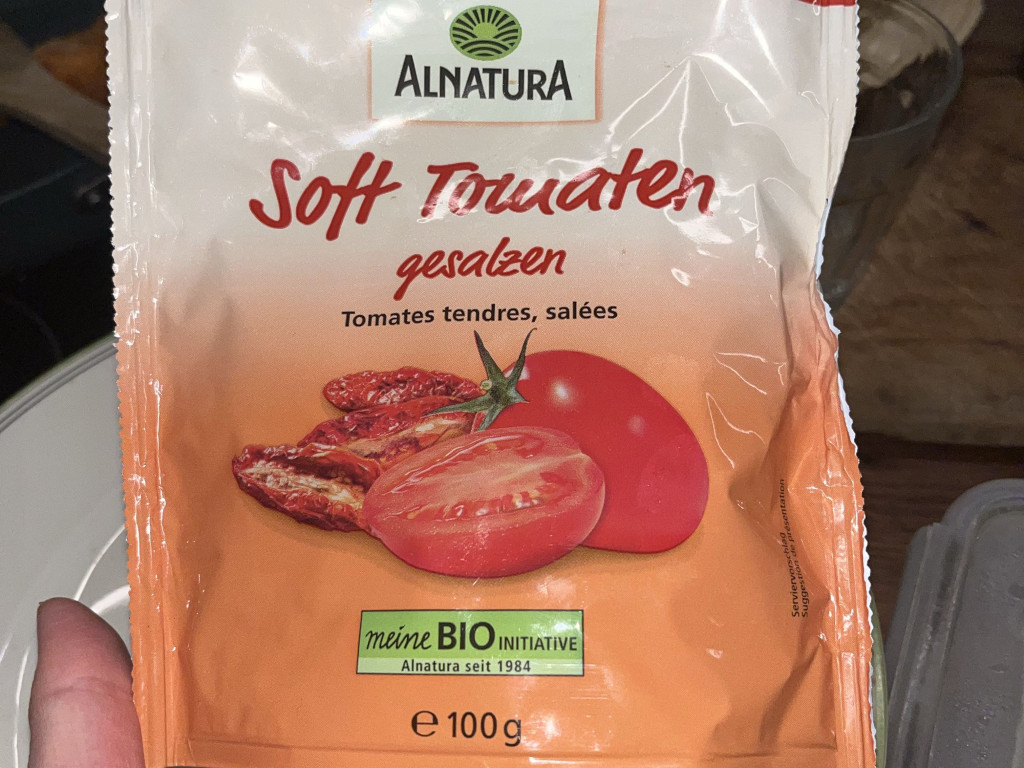 ALNATURA
Soft Tomaten
gesalzen
Tomates tendres, salées
Serviervorschlag
Suggestion de présentation
meine BIO INITIATIVE
Alnatura seit 1984
℮ 100 g